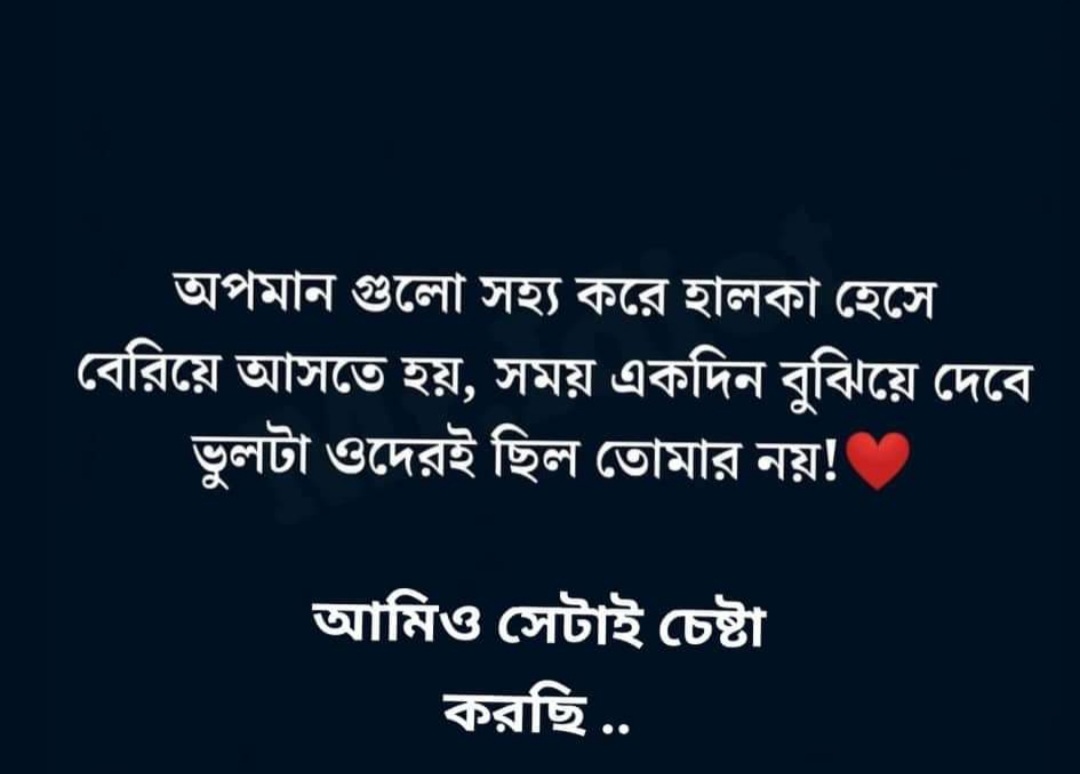 অপমান গুলো সহ্য করে হালকা হেসে
বেরিয়ে আসতে হয়, সময় একদিন বুঝিয়ে দেবে
ভুলটা ওদেরই ছিল তোমার নয়!❤️
আমিও সেটাই চেষ্টা
করছি ..